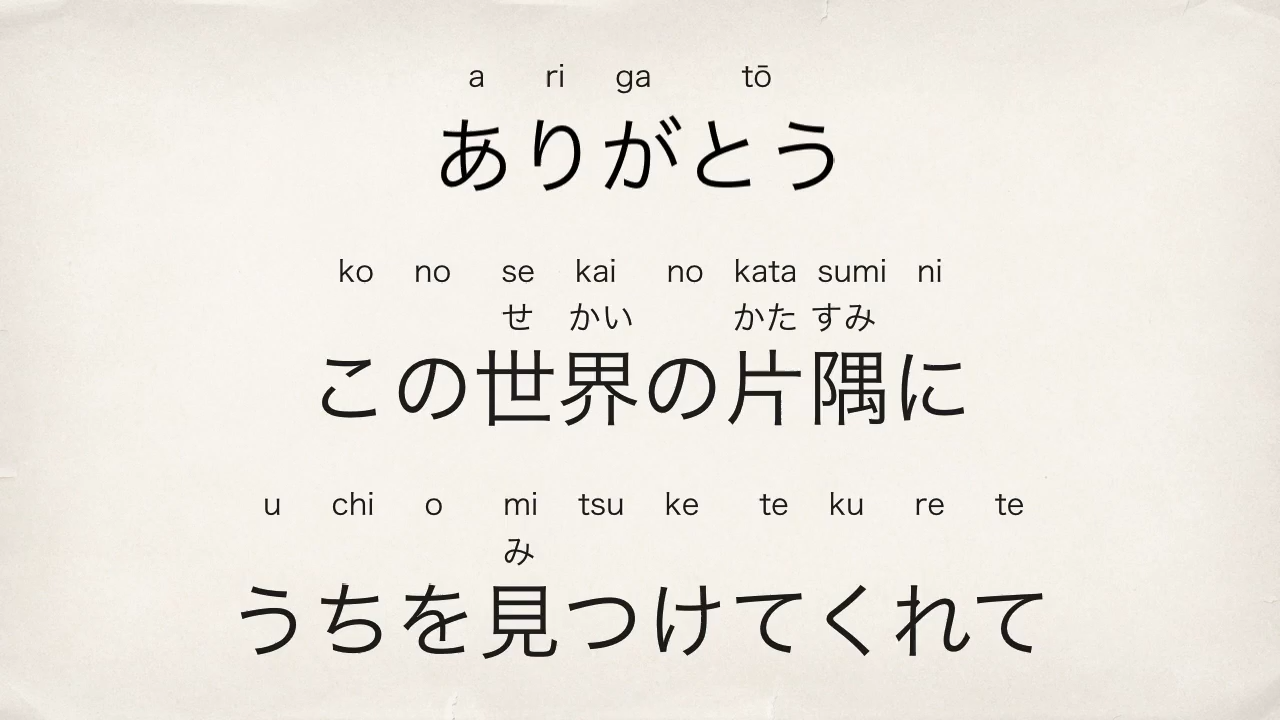 a ri ga tō
ありがとう
ko no se kai no kata sumi ni
せ かい かた すみ
この世界の片隅に
u chi o mi tsu ke te ku re te
み
うちを見つけてくれて